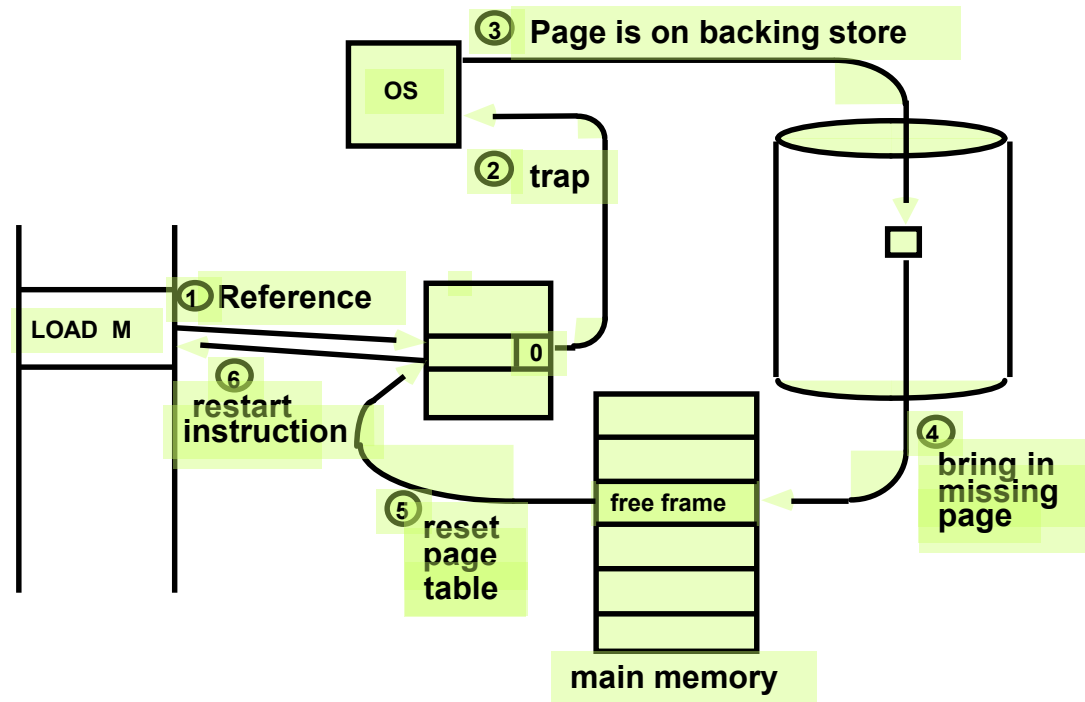 3 Page is on backing store
OS
2 trap
1 Reference
LOAD M
0
6
restart
instruction
4
bring in
missing
page
free frame
5
reset
page
table
main memory